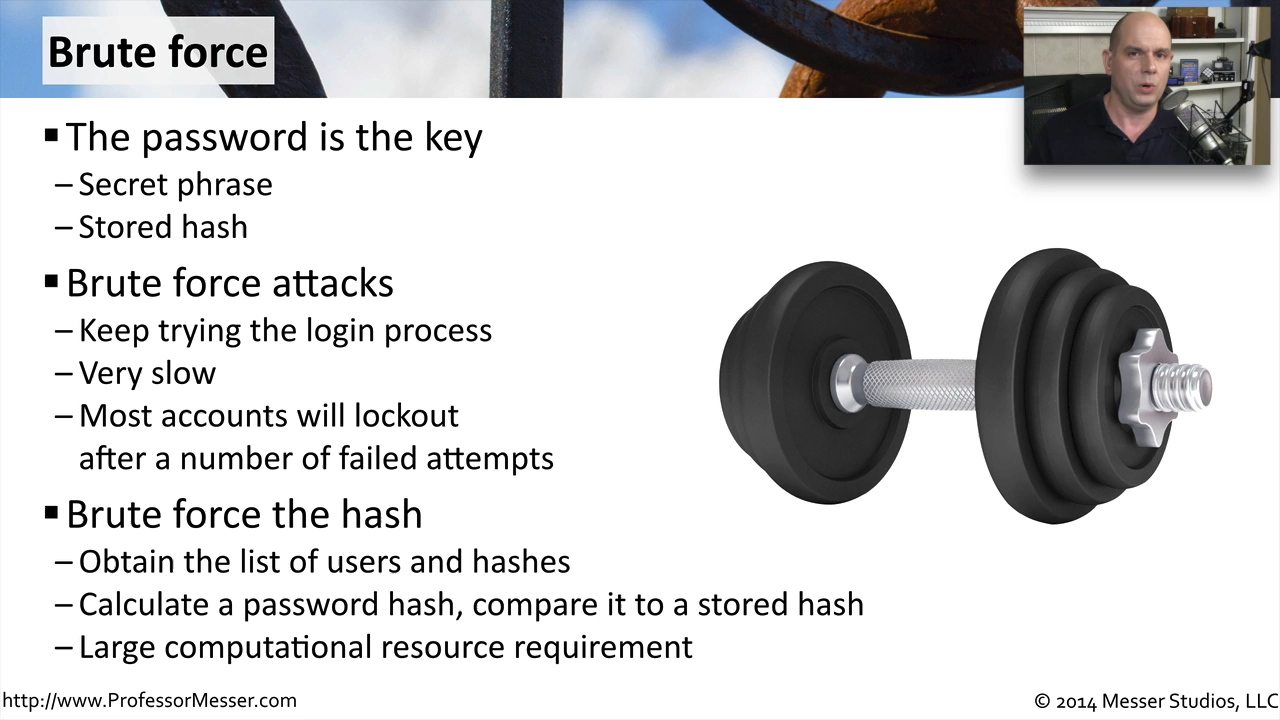 Brute force
▪ The password is the key
– Secret phrase
– Stored hash
▪ Brute force attacks
– Keep trying the login process
– Very slow
– Most accounts will lockout
after a number of failed attempts
▪ Brute force the hash
– Obtain the list of users and hashes
– Calculate a password hash, compare it to a stored hash
– Large computational resource requirement
http://www.ProfessorMesser.com
© 2014 Messer Studios, LLC